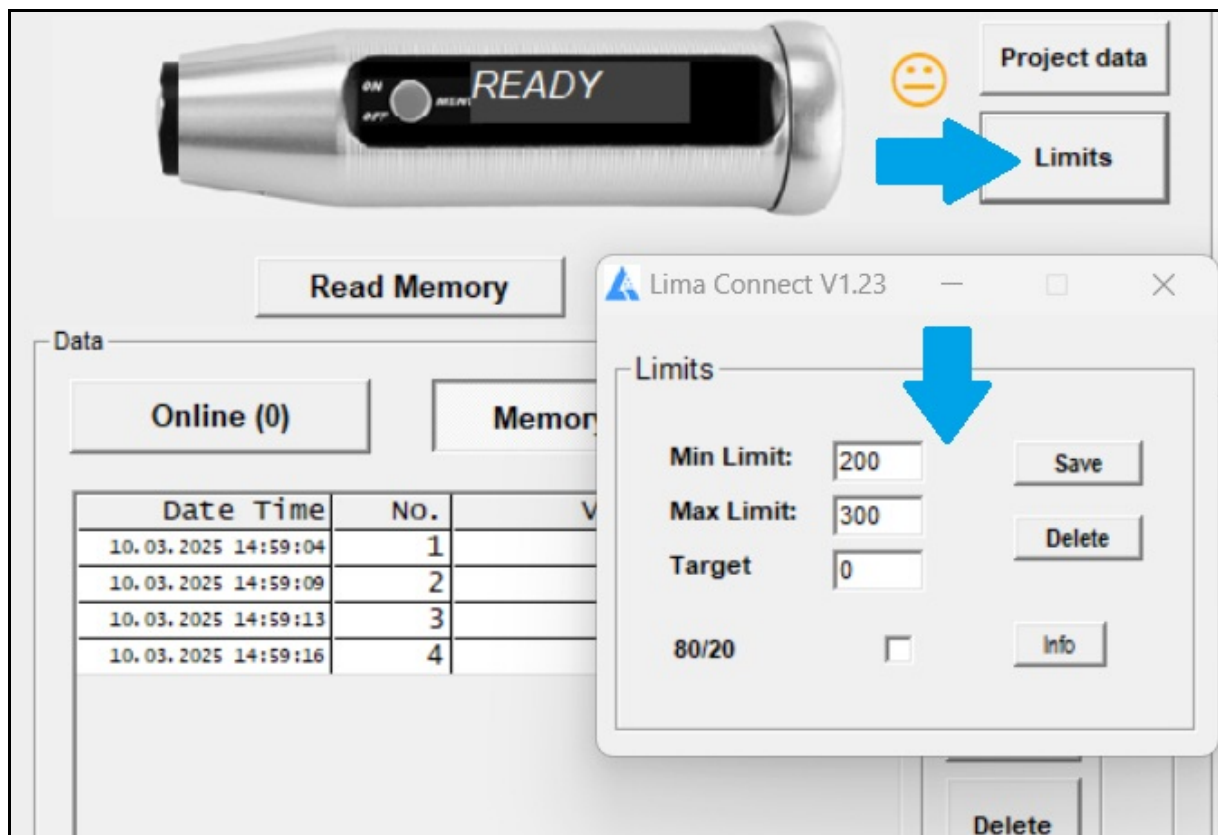 ON
OFF
READY
Project data
Limits
Read Memory
Lima Connect V1.23
Data
Online (0)
Memory
Limits
Min Limit: 200
Save
Max Limit: 300
Delete
Target 0
80/20
Info
Date Time No. V
10.03.2025 14:59:04 1
10.03.2025 14:59:09 2
10.03.2025 14:59:13 3
10.03.2025 14:59:16 4
Delete